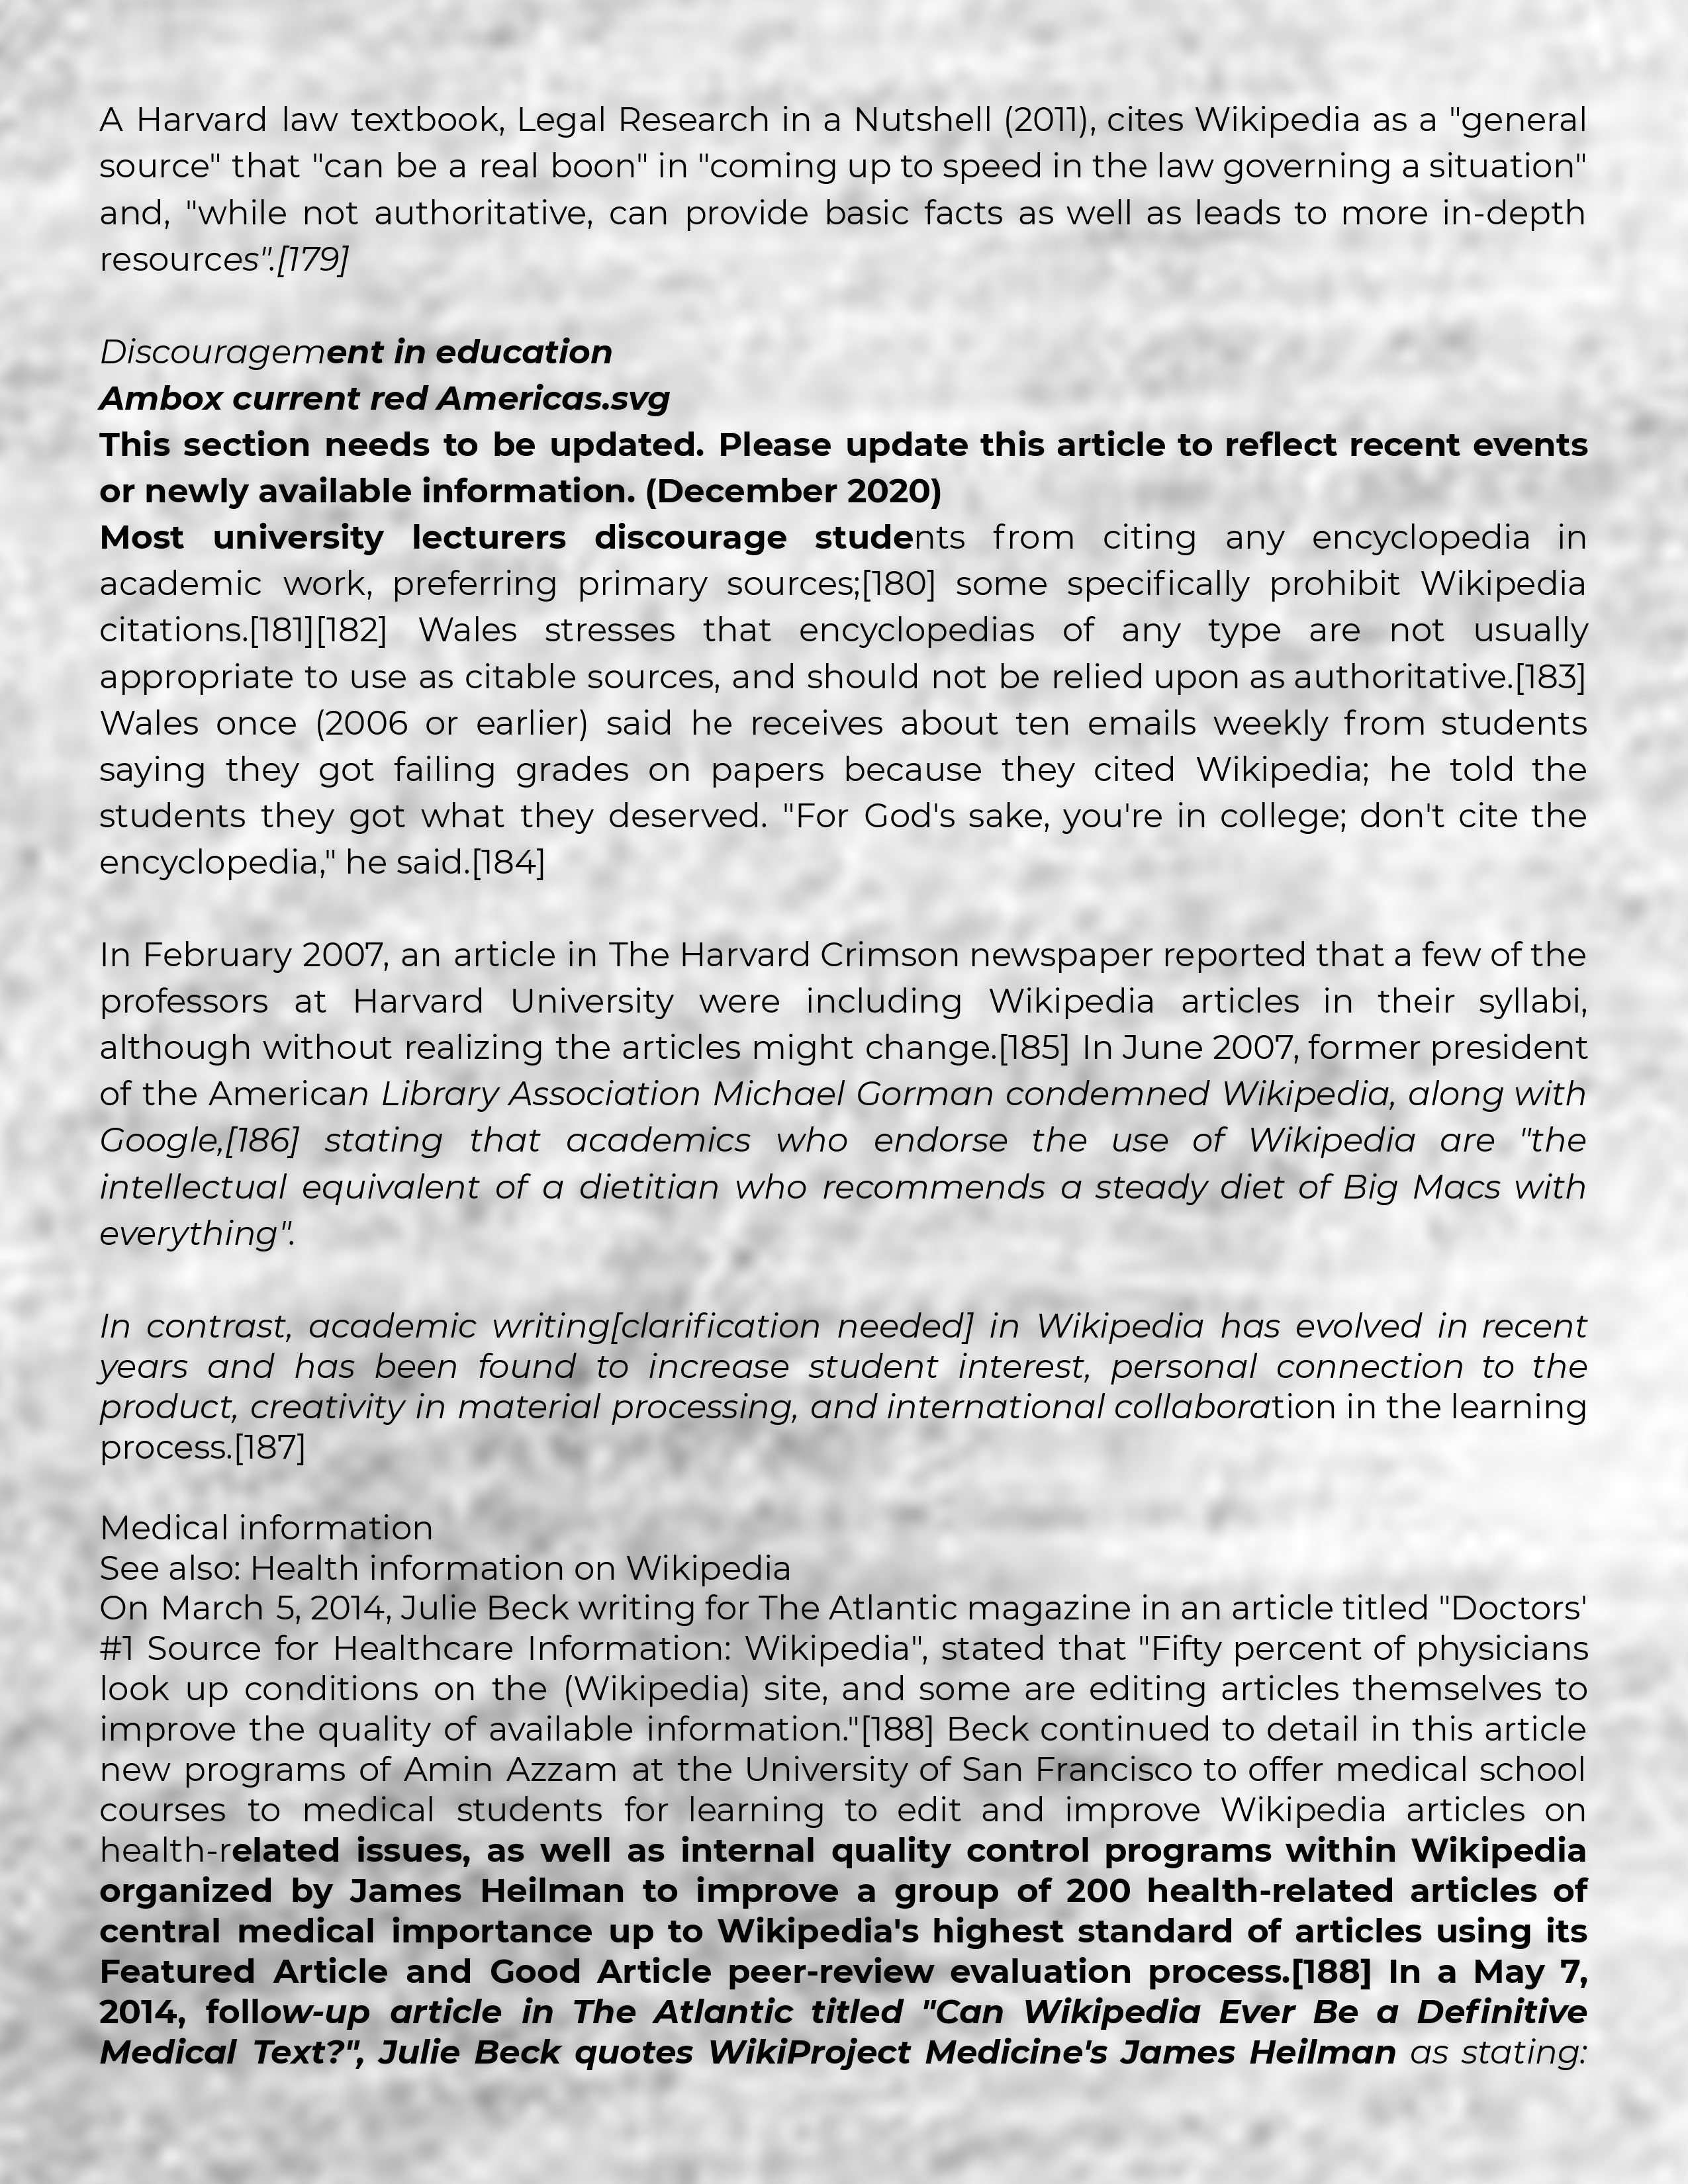 A Harvard law textbook, Legal Research in a Nutshell (2011), cites Wikipedia as a "general
source" that "can be a real boon" in "coming up to speed in the law governing a situation"
and, "while not authoritative, can provide basic facts as well as leads to more in-depth
resources".[179]
Discouragement in education
Ambox current red Americas.svg
This section needs to be updated. Please update this article to reflect recent events
or newly available information. (December 2020)
Most university lecturers discourage students from citing any encyclopedia in
academic work, preferring primary sources;[180] some specifically prohibit Wikipedia
citations.[181][182] Wales stresses that encyclopedias of any type are not usually
appropriate to use as citable sources, and should not be relied upon as authoritative.[183]
Wales once (2006 or earlier) said he receives about ten emails weekly from students
saying they got failing grades on papers because they cited Wikipedia; he told the
students they got what they deserved. "For God's sake, you're in college; don't cite the
encyclopedia," he said.[184]
In February 2007, an article in The Harvard Crimson newspaper reported that a few of the
professors at Harvard University were including Wikipedia articles in their syllabi,
although without realizing the articles might change.[185] In June 2007, former president
of the American Library Association Michael Gorman condemned Wikipedia, along with
Google,[186] stating that academics who endorse the use of Wikipedia are "the
intellectual equivalent of a dietitian who recommends a steady diet of Big Macs with
everything".
In contrast, academic writing[clarification needed] in Wikipedia has evolved in recent
years and has been found to increase student interest, personal connection to the
product, creativity in material processing, and international collaboration in the learning
process.[187]
Medical information
See also: Health information on Wikipedia
On March 5, 2014, Julie Beck writing for The Atlantic magazine in an article titled "Doctors'
#1 Source for Healthcare Information: Wikipedia", stated that "Fifty percent of physicians
look up conditions on the (Wikipedia) site, and some are editing articles themselves to
improve the quality of available information."[188] Beck continued to detail in this article
new programs of Amin Azzam at the University of San Francisco to offer medical school
courses to medical students for learning to edit and improve Wikipedia articles on
health-related issues, as well as internal quality control programs within Wikipedia
organized by James Heilman to improve a group of 200 health-related articles of
central medical importance up to Wikipedia's highest standard of articles using its
Featured Article and Good Article peer-review evaluation process.[188] In a May 7,
2014, follow-up article in The Atlantic titled "Can Wikipedia Ever Be a Definitive
Medical Text?", Julie Beck quotes WikiProject Medicine's James Heilman as stating: